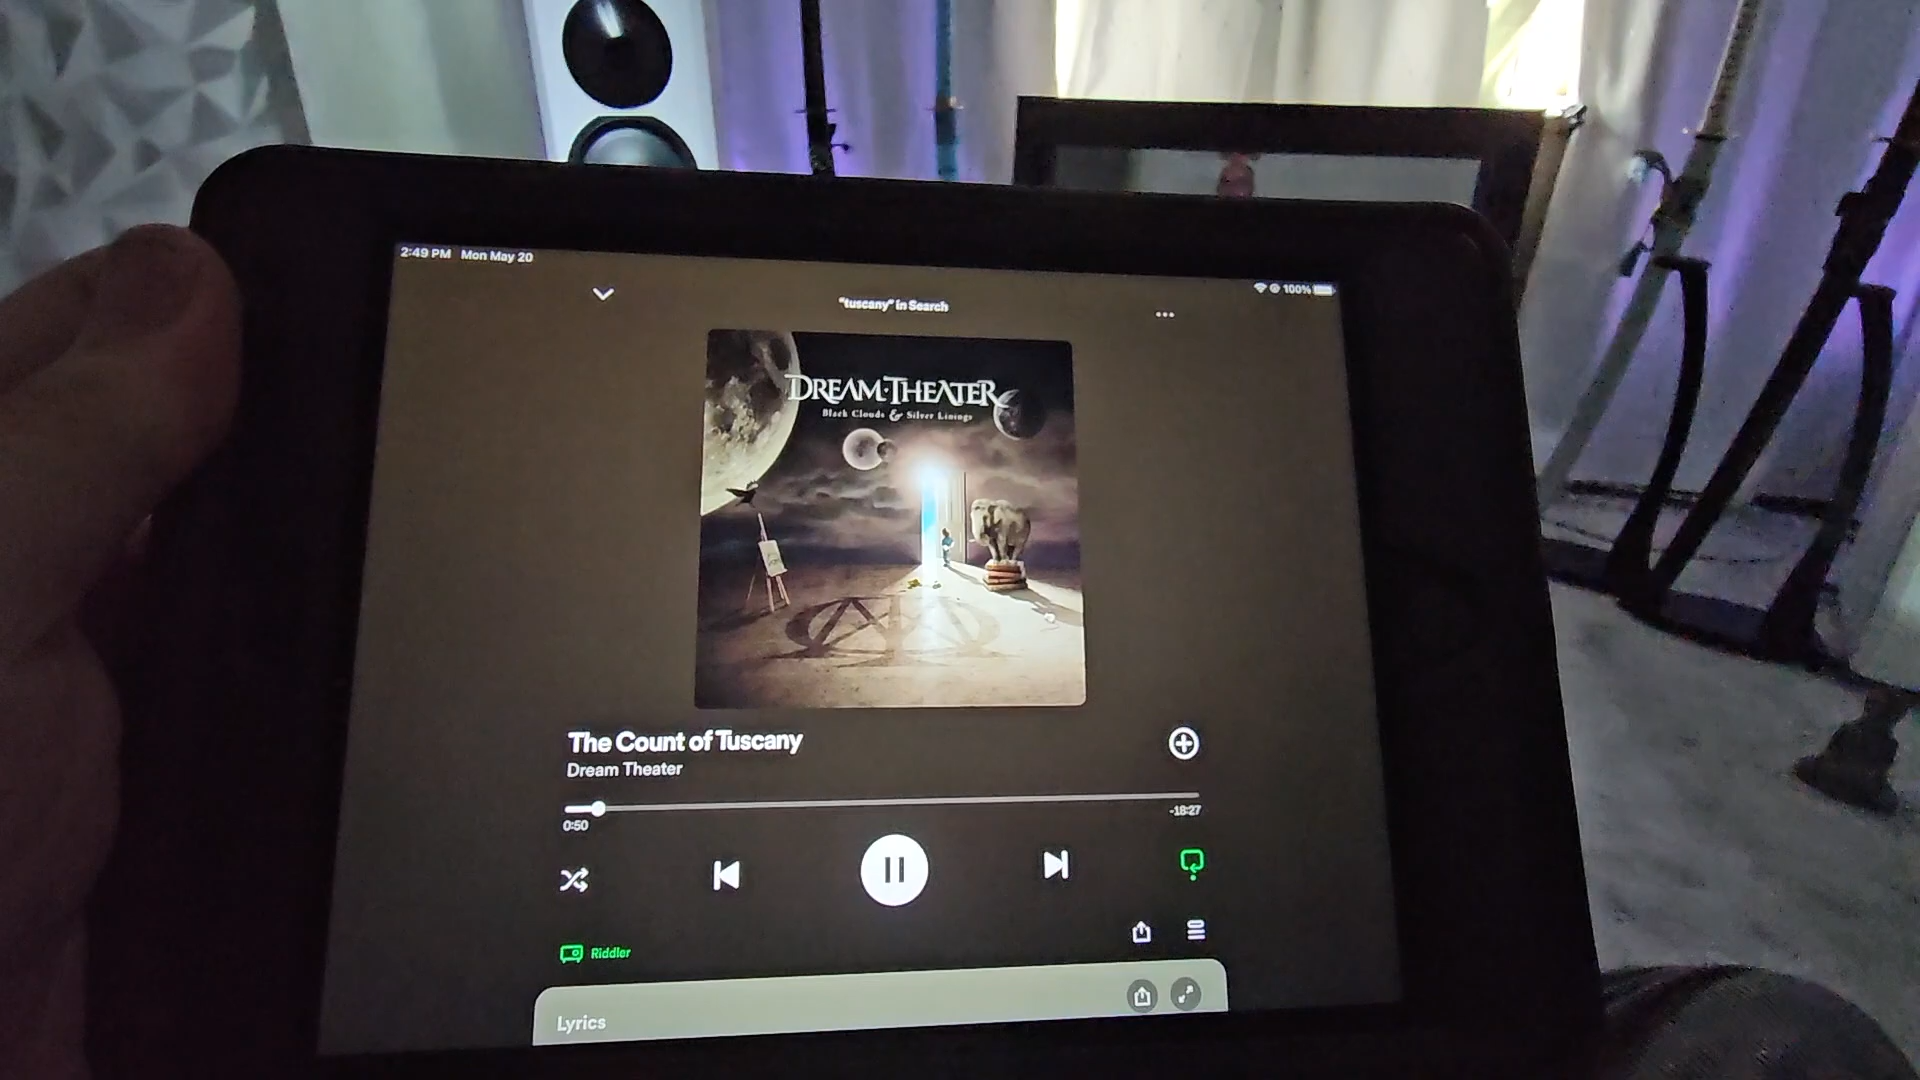 2:49 PM Mon May 20
100%
"tuscany" in Search
DREAM THEATER
Black Clouds & Silver Linings
The Count of Tuscany
Dream Theater
0:50
-18:27
Riddler
Lyrics